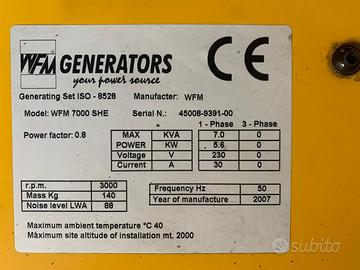 WFM GENERATORS
your power source
CE
Generating Set ISO - 8528 Manufacter: WFM
Model: WFM 7000 SHE Serial N.: 45008-9391-00
Power factor: 0.8
1 - Phase 3 - Phase
MAX KVA 7.0 0
POWER KW 5.6 0
Voltage V 230 0
Current A 30 0
r.p.m. 3000
Mass Kg 140
Noise level LWA 88
Frequency Hz 50
Year of manufacture 2007
Maximum ambient temperature °C 40
Màximum site altitude of installation mt. 2000
subito